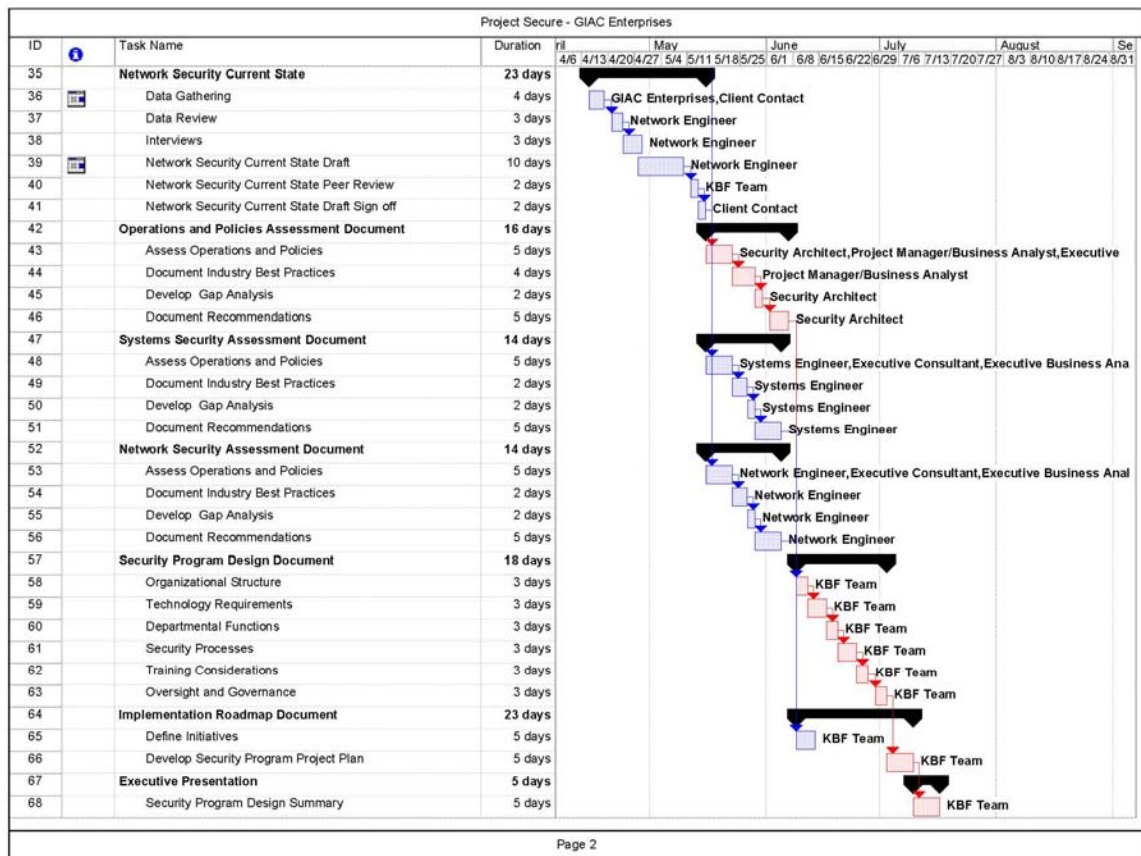 Project Secure - GIAC Enterprises
ID Task Name Duration ril May June July August Se
4/6 4/13 4/20 4/27 5/4 5/11 5/18 5/25 6/1 6/8 6/15 6/22 6/29 7/6 7/13 7/20 7/27 8/3 8/10 8/17 8/24 8/31
35 Network Security Current State 23 days
36 Data Gathering 4 days GIAC Enterprises,Client Contact
37 Data Review 3 days Network Engineer
38 Interviews 3 days Network Engineer
39 Network Security Current State Draft 10 days Network Engineer
40 Network Security Current State Peer Review 2 days KBF Team
41 Network Security Current State Draft Sign off 2 days Client Contact
42 Operations and Policies Assessment Document 16 days
43 Assess Operations and Policies 5 days Security Architect,Project Manager/Business Analyst,Executive
44 Document Industry Best Practices 4 days Project Manager/Business Analyst
45 Develop Gap Analysis 2 days Security Architect
46 Document Recommendations 5 days Security Architect
47 Systems Security Assessment Document 14 days
48 Assess Operations and Policies 5 days Systems Engineer,Executive Consultant,Executive Business Ana
49 Document Industry Best Practices 2 days Systems Engineer
50 Develop Gap Analysis 2 days Systems Engineer
51 Document Recommendations 5 days Systems Engineer
52 Network Security Assessment Document 14 days
53 Assess Operations and Policies 5 days Network Engineer,Executive Consultant,Executive Business Anal
54 Document Industry Best Practices 2 days Network Engineer
55 Develop Gap Analysis 2 days Network Engineer
56 Document Recommendations 5 days Network Engineer
57 Security Program Design Document 18 days
58 Organizational Structure 3 days KBF Team
59 Technology Requirements 3 days KBF Team
60 Departmental Functions 3 days KBF Team
61 Security Processes 3 days KBF Team
62 Training Considerations 3 days KBF Team
63 Oversight and Governance 3 days KBF Team
64 Implementation Roadmap Document 23 days
65 Define Initiatives 5 days KBF Team
66 Develop Security Program Project Plan 5 days KBF Team
67 Executive Presentation 5 days
68 Security Program Design Summary 5 days KBF Team
Page 2